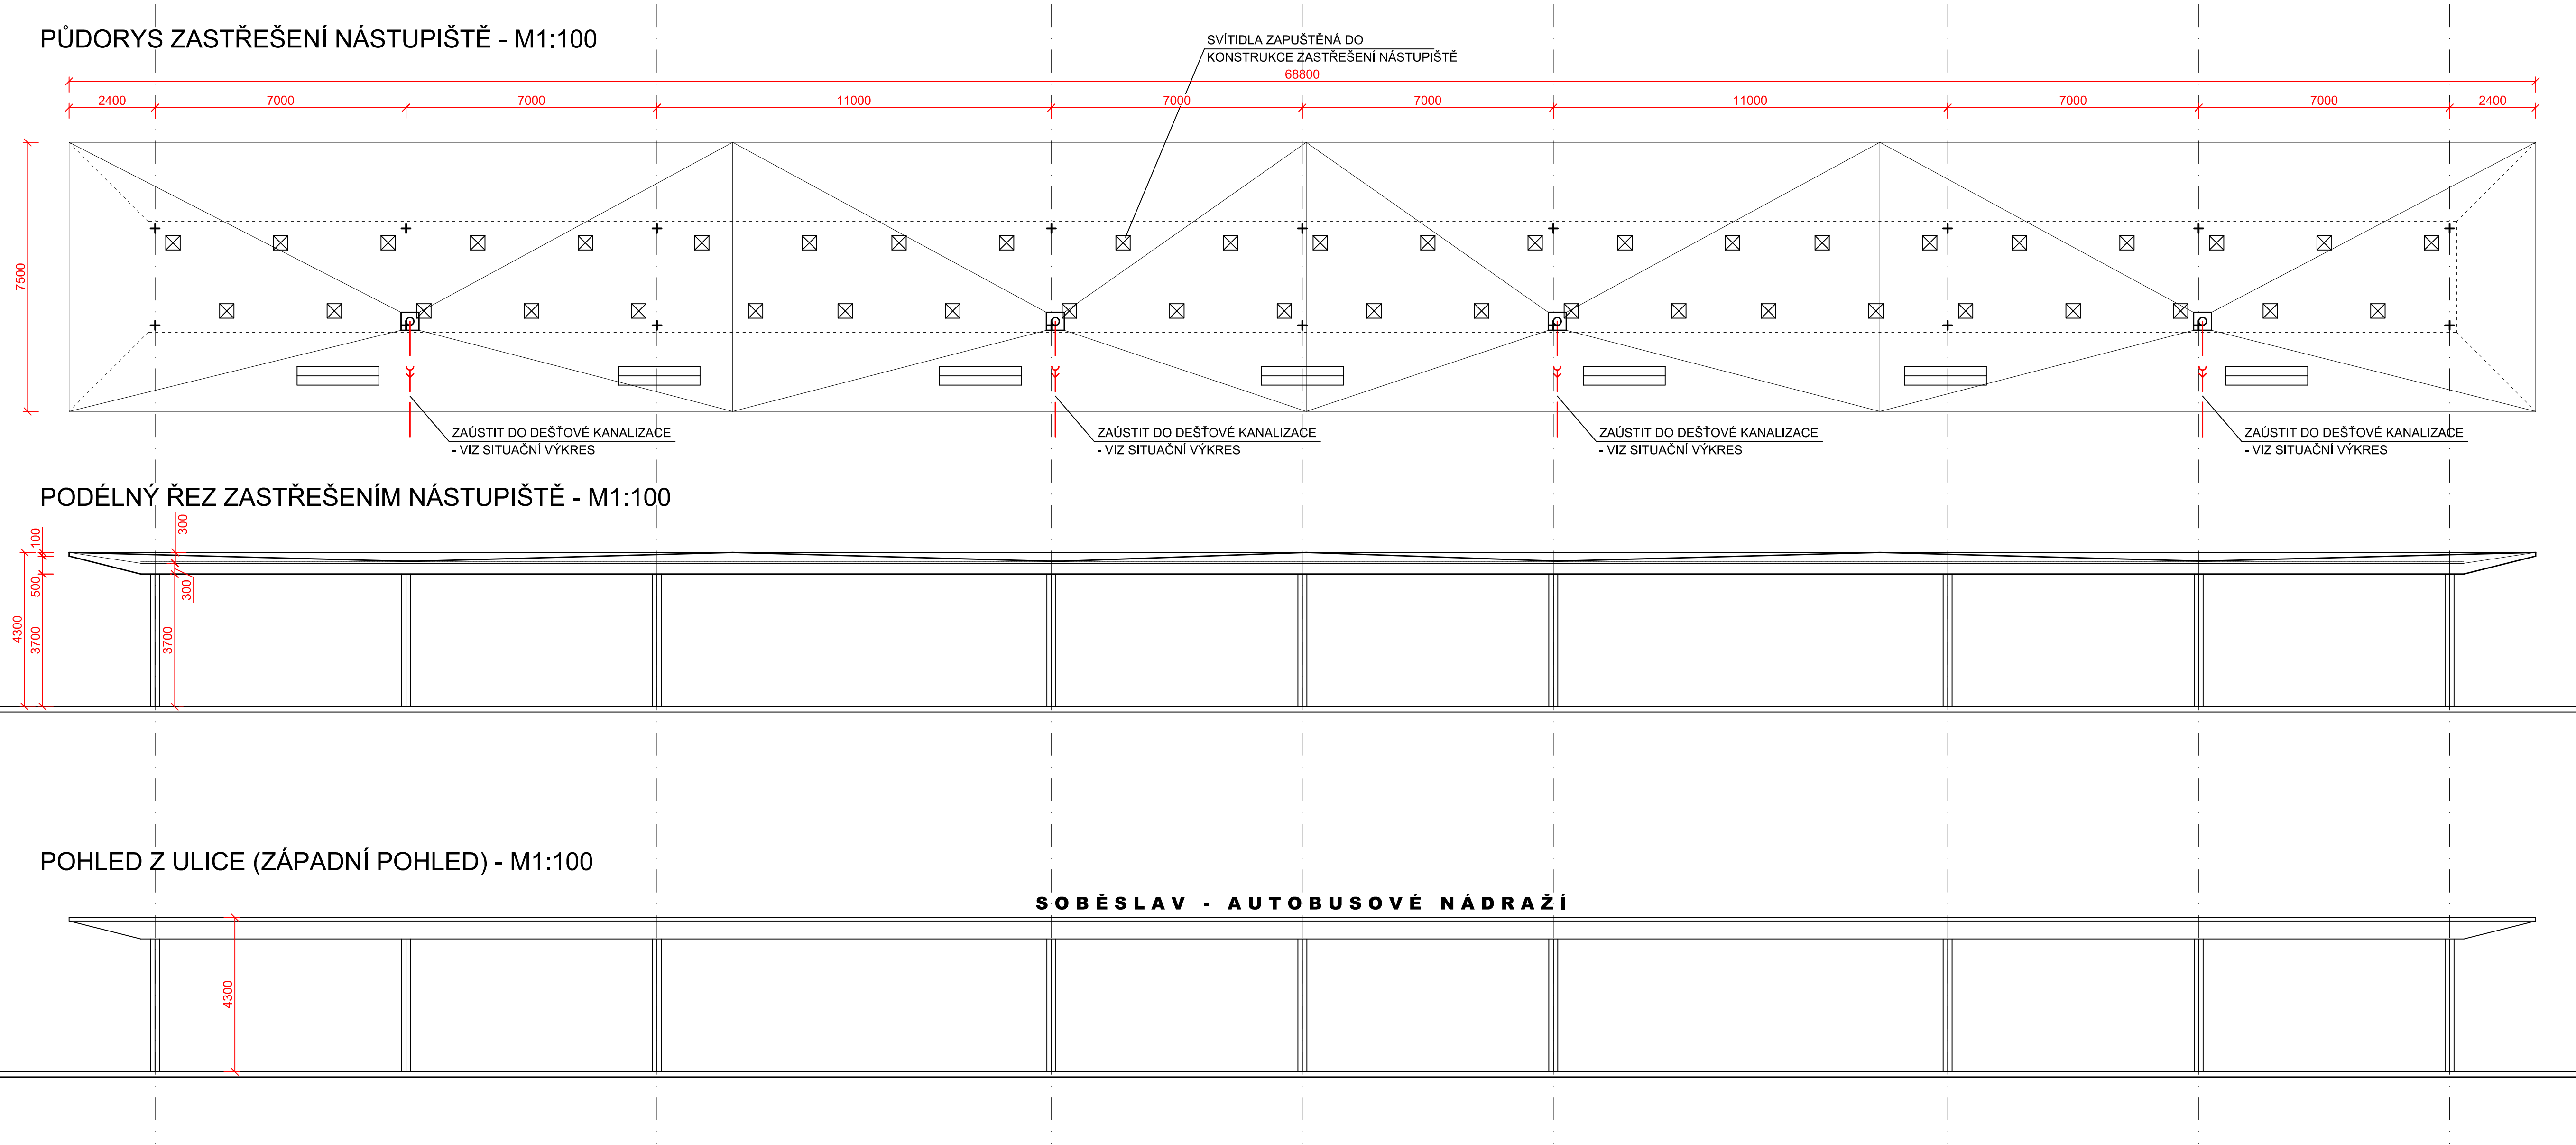 PŮDORYS ZASTŘEŠENÍ NÁSTUPIŠTĚ - M1:100
SVÍTIDLA ZAPUŠTĚNÁ DO
KONSTRUKCE ZASTŘEŠENÍ NÁSTUPIŠTĚ
68800
2400 7000 7000 11000 7000 7000 11000 7000 7000 2400
7500
ZAÚSTIT DO DEŠŤOVÉ KANALIZACE
- VIZ SITUAČNÍ VÝKRES
ZAÚSTIT DO DEŠŤOVÉ KANALIZACE
- VIZ SITUAČNÍ VÝKRES
ZAÚSTIT DO DEŠŤOVÉ KANALIZACE
- VIZ SITUAČNÍ VÝKRES
ZAÚSTIT DO DEŠŤOVÉ KANALIZACE
- VIZ SITUAČNÍ VÝKRES
PODÉLNÝ ŘEZ ZASTŘEŠENÍM NÁSTUPIŠTĚ - M1:100
4300
100
500
3700
300
300
3700
POHLED Z ULICE (ZÁPADNÍ POHLED) - M1:100
SOBĚSLAV - AUTOBUSOVÉ NÁDRAŽÍ
4300